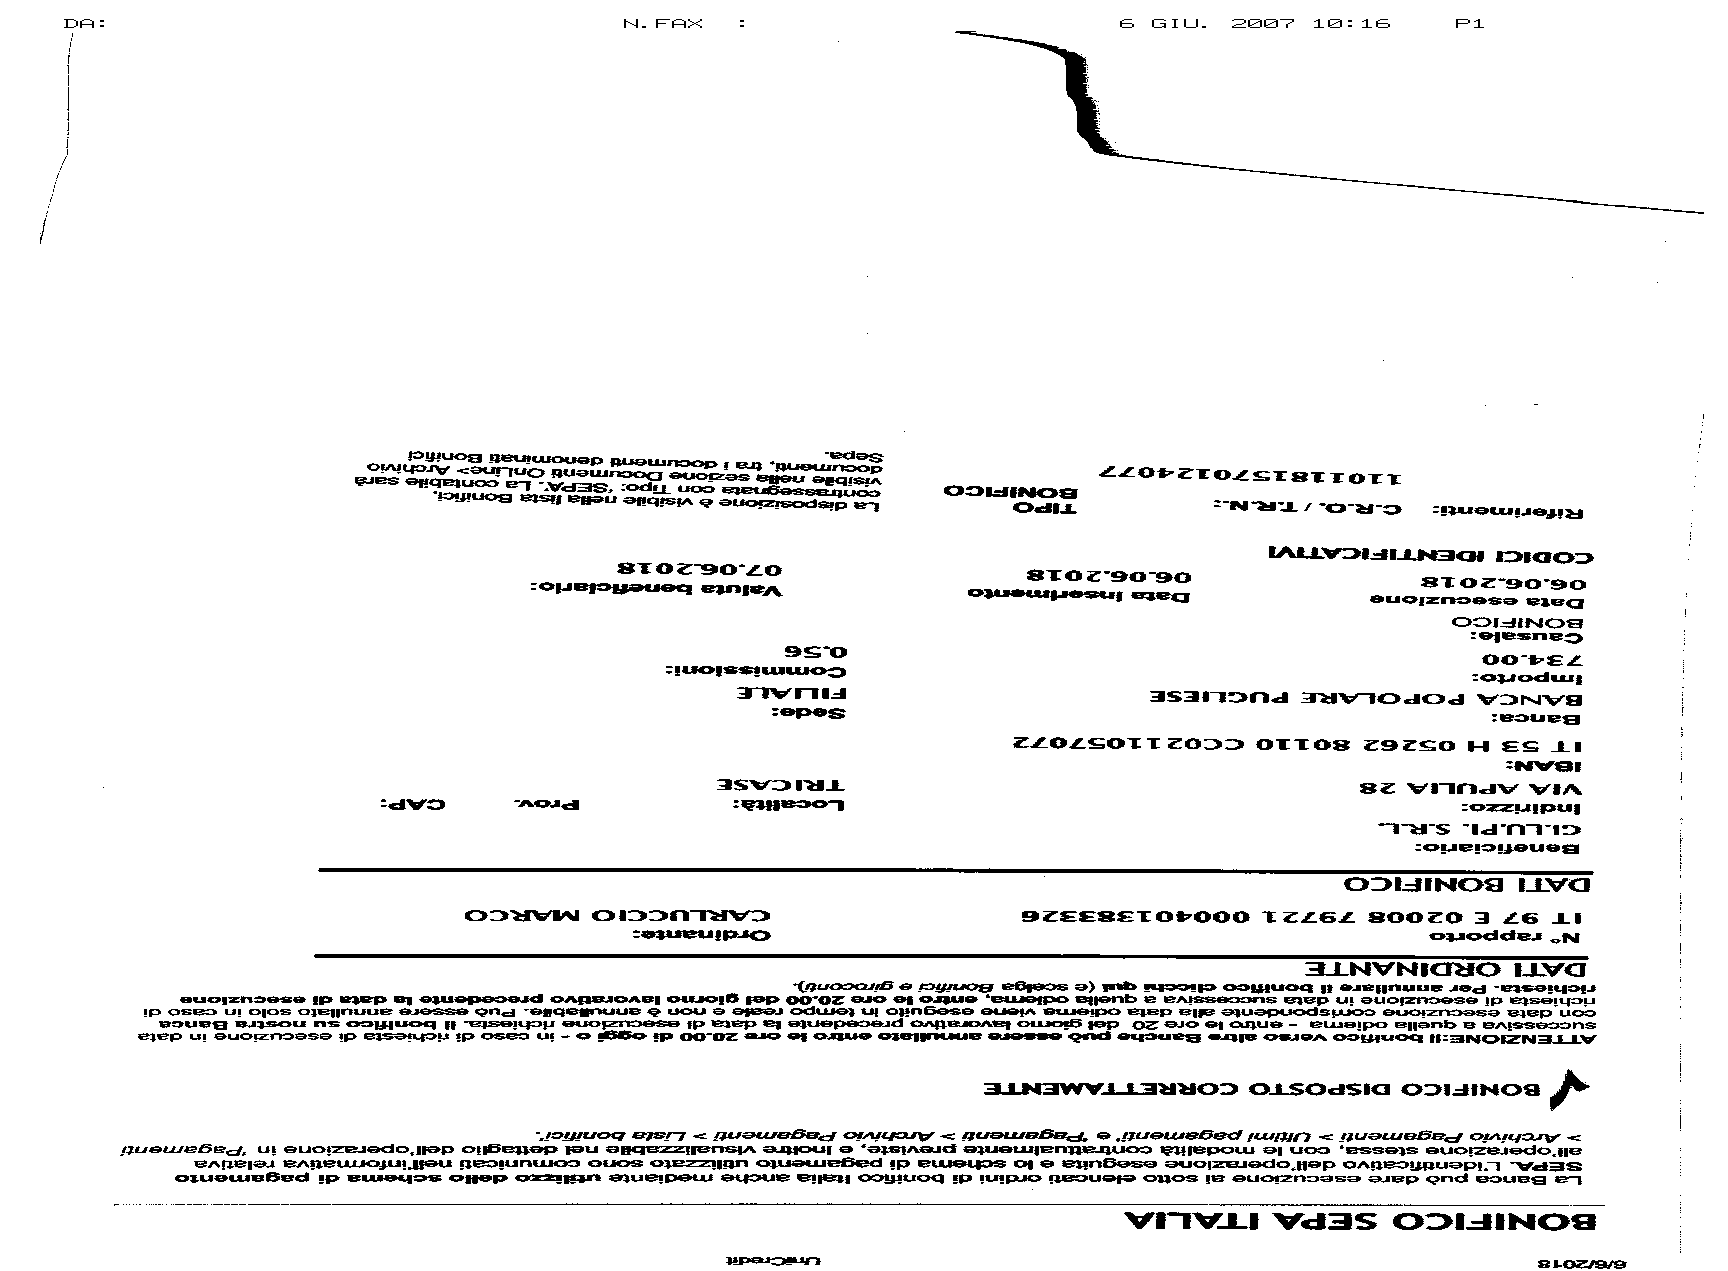 DA: N.FAX : 6 GIU. 2007 10:16 P1
6/6/2018 UniCredit
BONIFICO SEPA ITALIA
La Banca può dare esecuzione ai sotto elencati ordini di bonifico Italia anche mediante utilizzo dello schema di pagamento
SEPA. L'identificativo dell'operazione eseguita e lo schema di pagamento utilizzato sono comunicati nell'informativa relativa
all'operazione stessa, con le modalità contrattualmente previste, e inoltre visualizzabile nel dettaglio dell'operazione in "Pagamenti
> Archivio Pagamenti > Ultimi pagamenti" e "Pagamenti > Archivio Pagamenti > Lista bonifici".
BONIFICO DISPOSTO CORRETTAMENTE
ATTENZIONE:Il bonifico verso altre Banche può essere annullato entro le ore 20.00 di oggi o - in caso di richiesta di esecuzione in data
successiva a quella odierna - entro le ore 20 del giorno lavorativo precedente la data di esecuzione richiesta. Il bonifico su nostra Banca
con data esecuzione corrispondente alla data odierna viene eseguito in tempo reale e non è annullabile. Può essere annullato solo in caso di
richiesta di esecuzione in data successiva a quella odierna, entro le ore 20.00 del giorno lavorativo precedente la data di esecuzione
richiesta. Per annullare il bonifico clicchi qui (e scelga Bonifici e giroconti).
DATI ORDINANTE
N° rapporto Ordinante:
IT 97 E 02008 79721 000401383326 CARLUCCIO MARCO
DATI BONIFICO
Beneficiario:
CI.LU.PI. S.R.L.
Indirizzo: Località: Prov. CAP:
VIA APULIA 28 TRICASE
IBAN:
IT 53 H 05262 80110 CC0211057072
Banca: Sede:
BANCA POPOLARE PUGLIESE FILIALE
Importo: Commissioni:
734.00 0.56
Causale:
BONIFICO
Data esecuzione Data inserimento Valuta beneficiario:
06.06.2018 06.06.2018 07.06.2018
CODICI IDENTIFICATIVI
Riferimenti: C.R.O. / T.R.N.: TIPO
BONIFICO
1101181570124077
La disposizione è visibile nella lista Bonifici,
contrassegnata con Tipo: "SEPA". La contabile sarà
visibile nella sezione Documenti OnLine> Archivio
documenti, tra i documenti denominati Bonifici
Sepa.